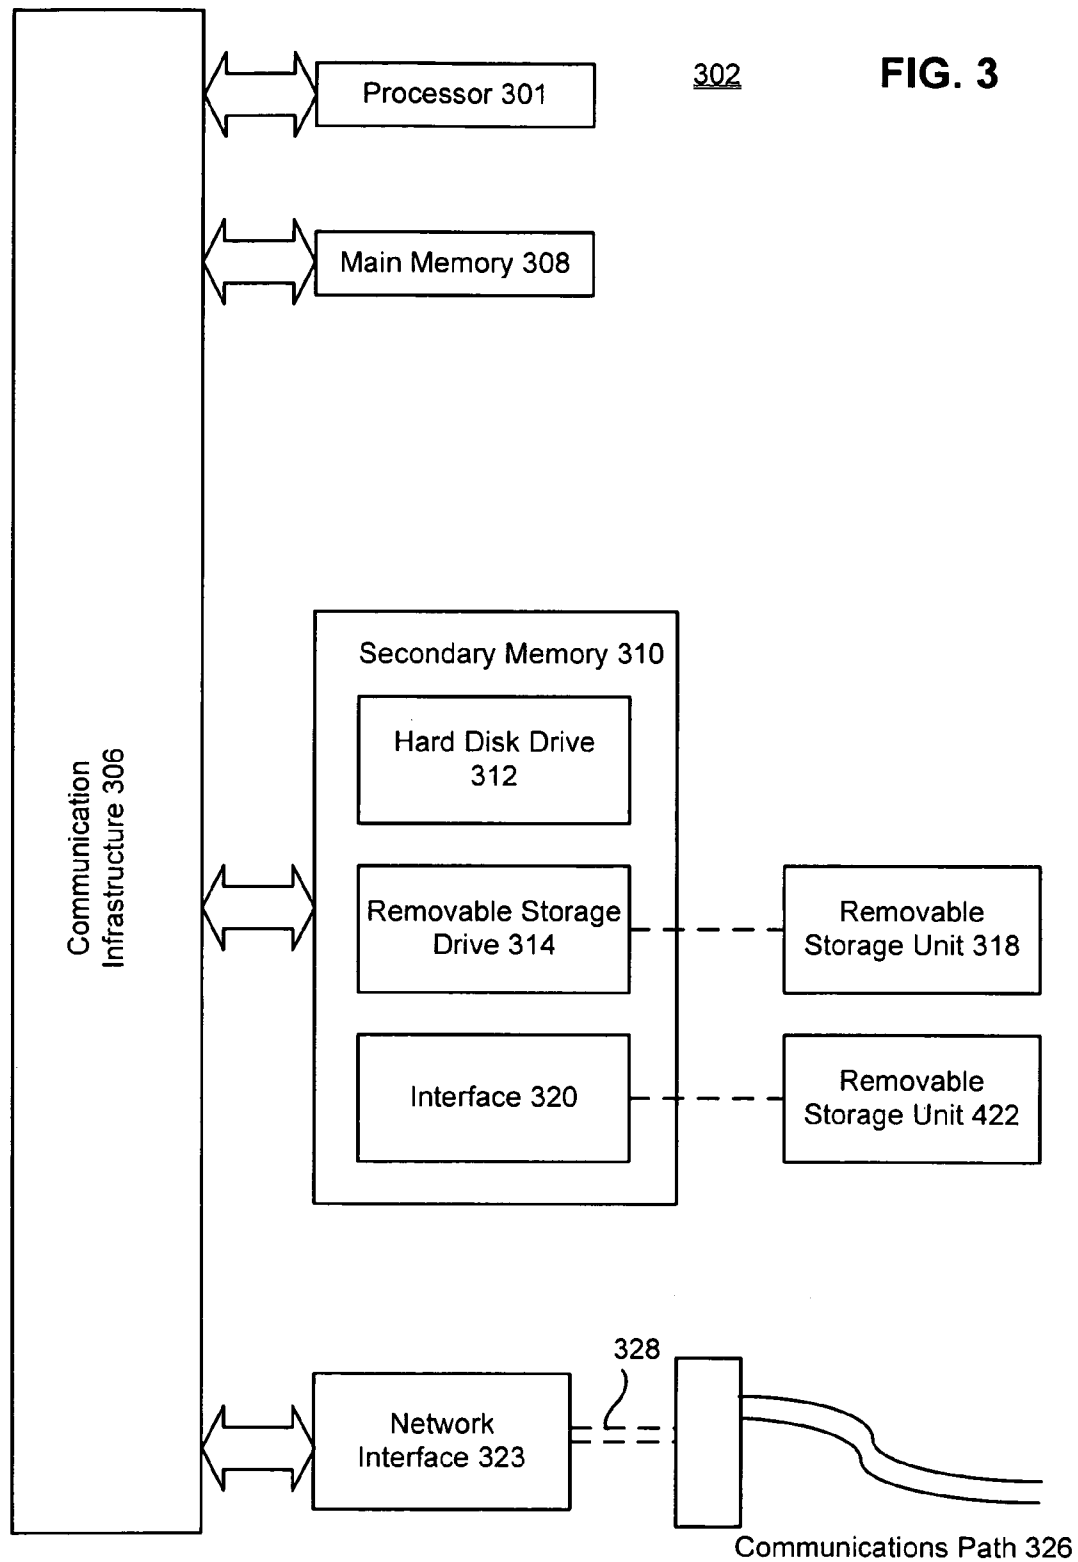 302
FIG. 3
Processor 301
Main Memory 308
Communication
Infrastructure 306
Secondary Memory 310
Hard Disk Drive
312
Removable Storage
Drive 314
Removable
Storage Unit 318
Interface 320
Removable
Storage Unit 422
328
Network
Interface 323
Communications Path 326